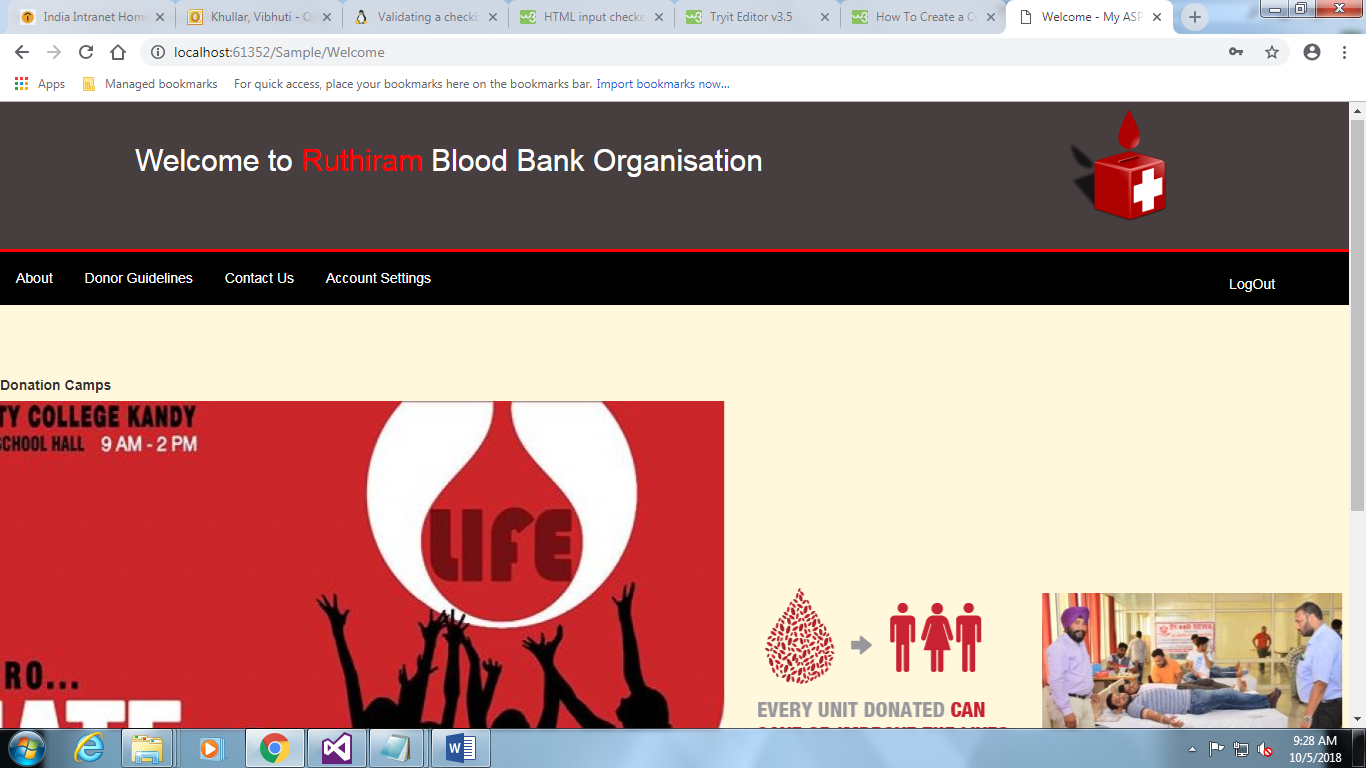 India Intranet Hom
Khullar, Vibhuti - O
Validating a checkb
HTML input checke
Tryit Editor v3.5
How To Create a C
Welcome - My ASP
localhost:61352/Sample/Welcome
Apps
Managed bookmarks
For quick access, place your bookmarks here on the bookmarks bar. Import bookmarks now...
Welcome to Ruthiram Blood Bank Organisation
About
Donor Guidelines
Contact Us
Account Settings
LogOut
Donation Camps
TY COLLEGE KANDY
SCHOOL HALL 9 AM - 2 PM
LIFE
RO...
EVERY UNIT DONATED CAN
9:28 AM
10/5/2018